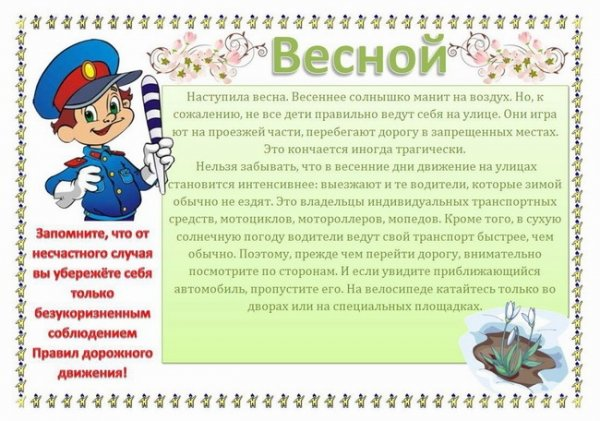 Весной
Наступила весна. Весеннее солнышко манит на воздух. Но, к
сожалению, не все дети правильно ведут себя на улице. Они игра
ют на проезжей части, перебегают дорогу в запрещенных местах.
Это кончается иногда трагически.
Нельзя забывать, что в весенние дни движение на улицах
становится интенсивнее: выезжают и те водители, которые зимой
обычно не ездят. Это владельцы индивидуальных транспортных
средств, мотоциклов, мотороллеров, мопедов. Кроме того, в сухую
солнечную погоду водители ведут свой транспорт быстрее, чем
обычно. Поэтому, прежде чем перейти дорогу, внимательно
посмотрите по сторонам. И если увидите приближающийся
автомобиль, пропустите его. На велосипеде катайтесь только во
дворах или на специальных площадках.
Запомните, что от
несчастного случая
вы убережёте себя
только
безукоризненным
соблюдением
Правил дорожного
движения!